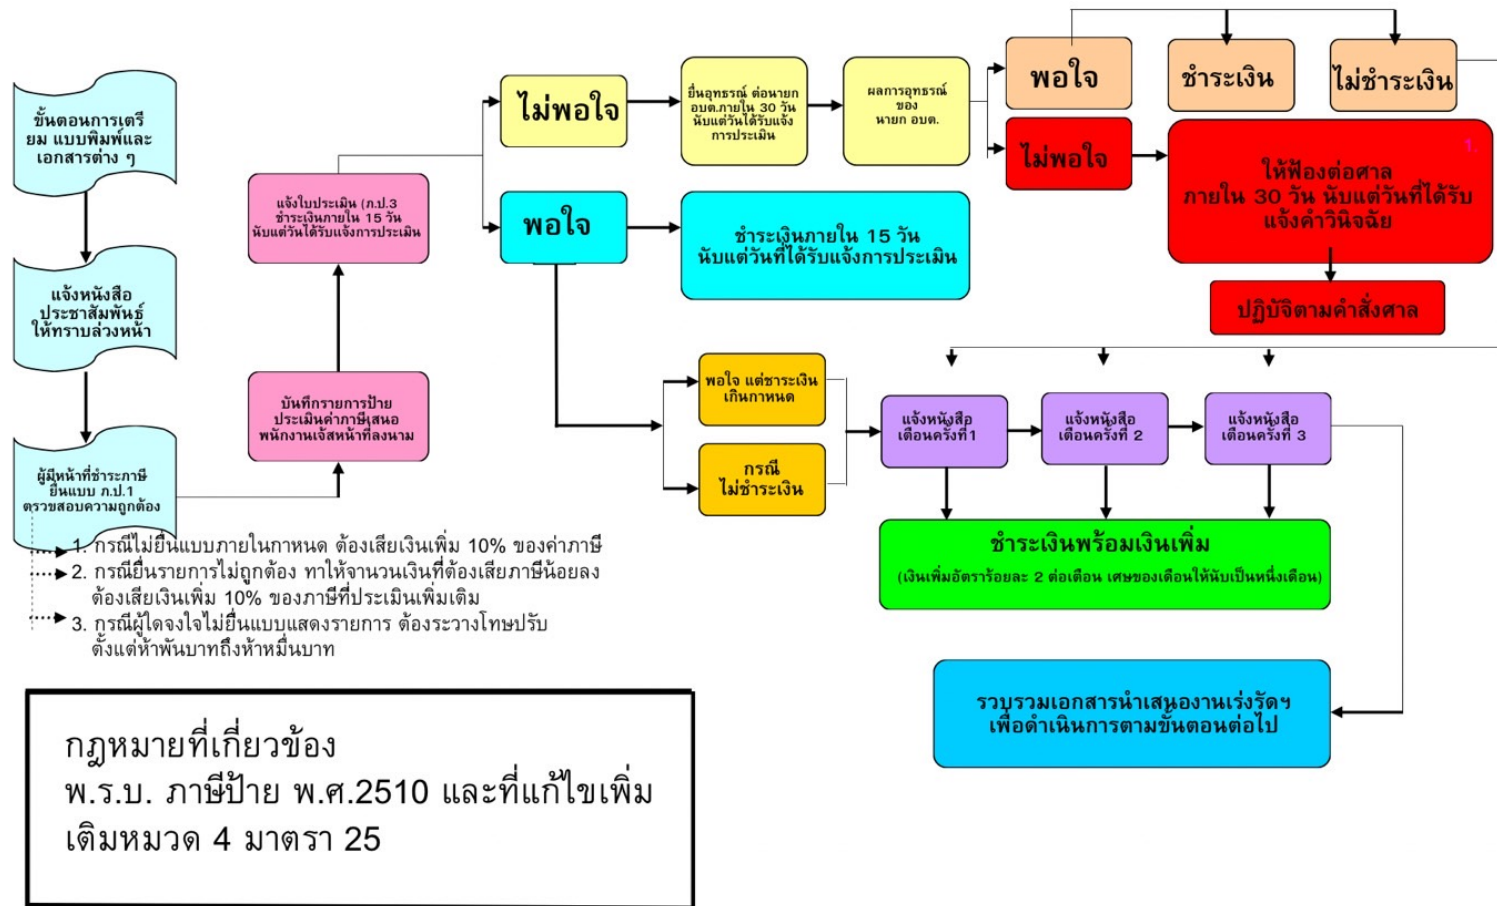 ขั้นตอนการเตรี
ยม แบบพิมพ์และ
เอกสารต่าง ๆ
แจ้งหนังสือ
ประชาสัมพันธ์
ให้ทราบล่วงหน้า
ผู้มีหน้าที่ชำระภาษี
ยื่นแบบ ภ.ป.1
ตรวขสอบความถูกต้อง
บันทึกรายการป้าย
ประเมินค่าภาษีเสนอ
พนักงานเจ้สหน้าที่ลงนาม
แจ้งใบประเมิน (ภ.ป.3
ชำระเงินภายใน 15 วัน
นับแต่วันได้รับแจ้งการประเมิน
ไม่พอใจ
ยื่นอุทธรณ์ ต่อนายก
อบต.ภายใน 30 วัน
นับแต่วันได้รับแจ้ง
การประเมิน
ผลการอุทธรณ์
ของ
นายก อบต.
พอใจ
ชำระเงิน
ไม่ชำระเงิน
ไม่พอใจ
1.
ให้ฟ้องต่อศาล
ภายใน 30 วัน นับแต่วันที่ได้รับ
แจ้งคำวินิจฉัย
ปฏิบัติตามคำสั่งศาล
พอใจ
ชำระเงินภายใน 15 วัน
นับแต่วันที่ได้รับแจ้งการประเมิน
พอใจ แต่ชาระเงิน
เกินกาหนด
กรณี
ไม่ชำระเงิน
แจ้งหนังสือ
เตือนครั้งที่1
แจ้งหนังสือ
เตือนครั้งที่ 2
แจ้งหนังสือ
เตือนครั้งที่ 3
ชำระเงินพร้อมเงินเพิ่ม
(เงินเพิ่มอัตราร้อยละ 2 ต่อเดือน เศษของเดือนให้นับเป็นหนึ่งเดือน)
รวบรวมเอกสารนำเสนองานเร่งรัดฯ
เพื่อดำเนินการตามขั้นตอนต่อไป
1. กรณีไม่ยื่นแบบภายในกาหนด ต้องเสียเงินเพิ่ม 10% ของค่าภาษี
2. กรณียื่นรายการไม่ถูกต้อง ทาให้จานวนเงินที่ต้องเสียภาษีน้อยลง
ต้องเสียเงินเพิ่ม 10% ของภาษีที่ประเมินเพิ่มเติม
3. กรณีผู้ใดจงใจไม่ยื่นแบบแสดงรายการ ต้องระวางโทษปรับ
ตั้งแต่ห้าพันบาทถึงห้าหมื่นบาท
กฎหมายที่เกี่ยวข้อง
พ.ร.บ. ภาษีป้าย พ.ศ.2510 และที่แก้ไขเพิ่ม
เติมหมวด 4 มาตรา 25